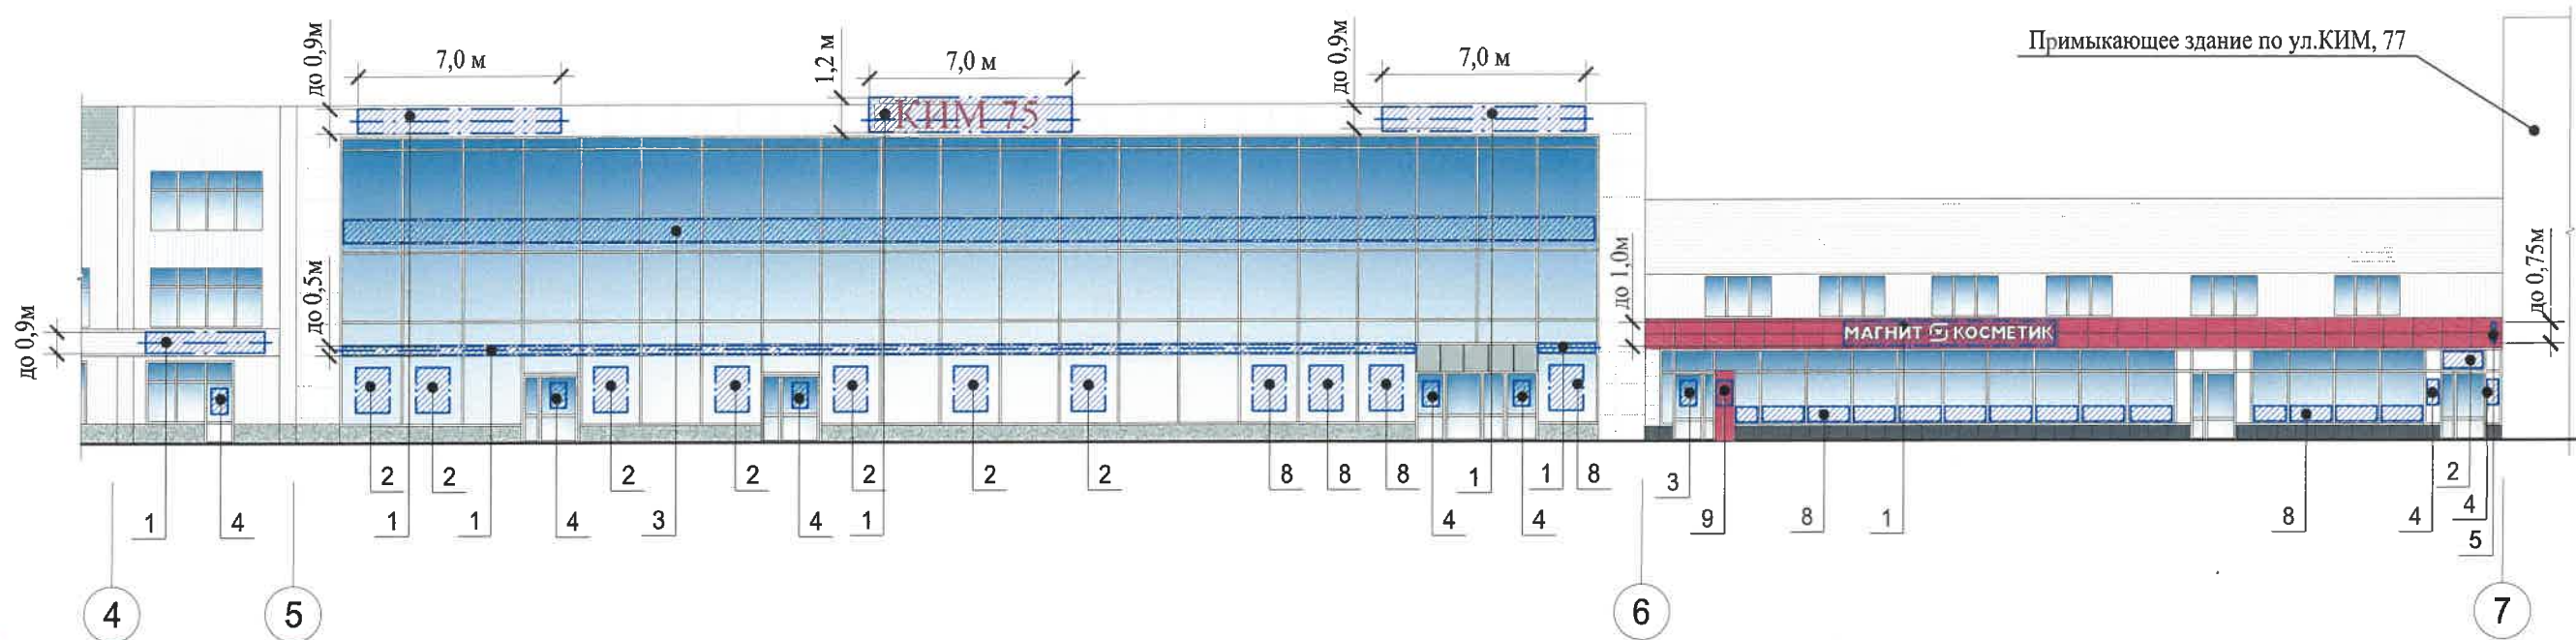 Примыкающее здание по ул.КИМ, 77
до 0,9м
7,0 м
1,2 м
7,0 м
до 0,9м
7,0 м
КИМ 75
до 0,9м
до 0,5м
до 1,0м
до 0,75м
МАГНИТ КОСМЕТИК
2 2 2 2 2 2 2 8 8 8 1 1 8 3 2
1 4 1 1 4 3 4 1 4 4 9 8 1 8 4 4
5
4 5 6 7